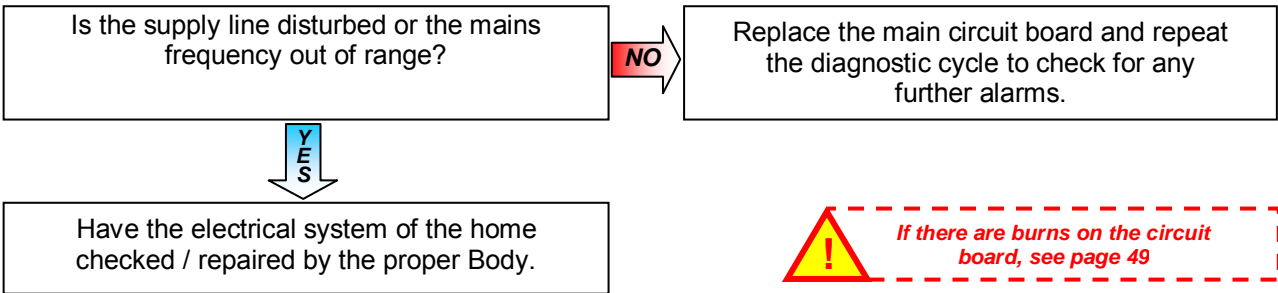 Is the supply line disturbed or the mains
frequency out of range?
NO
Replace the main circuit board and repeat
the diagnostic cycle to check for any
further alarms.
YES
Have the electrical system of the home
checked / repaired by the proper Body.
!
If there are burns on the circuit
board, see page 49